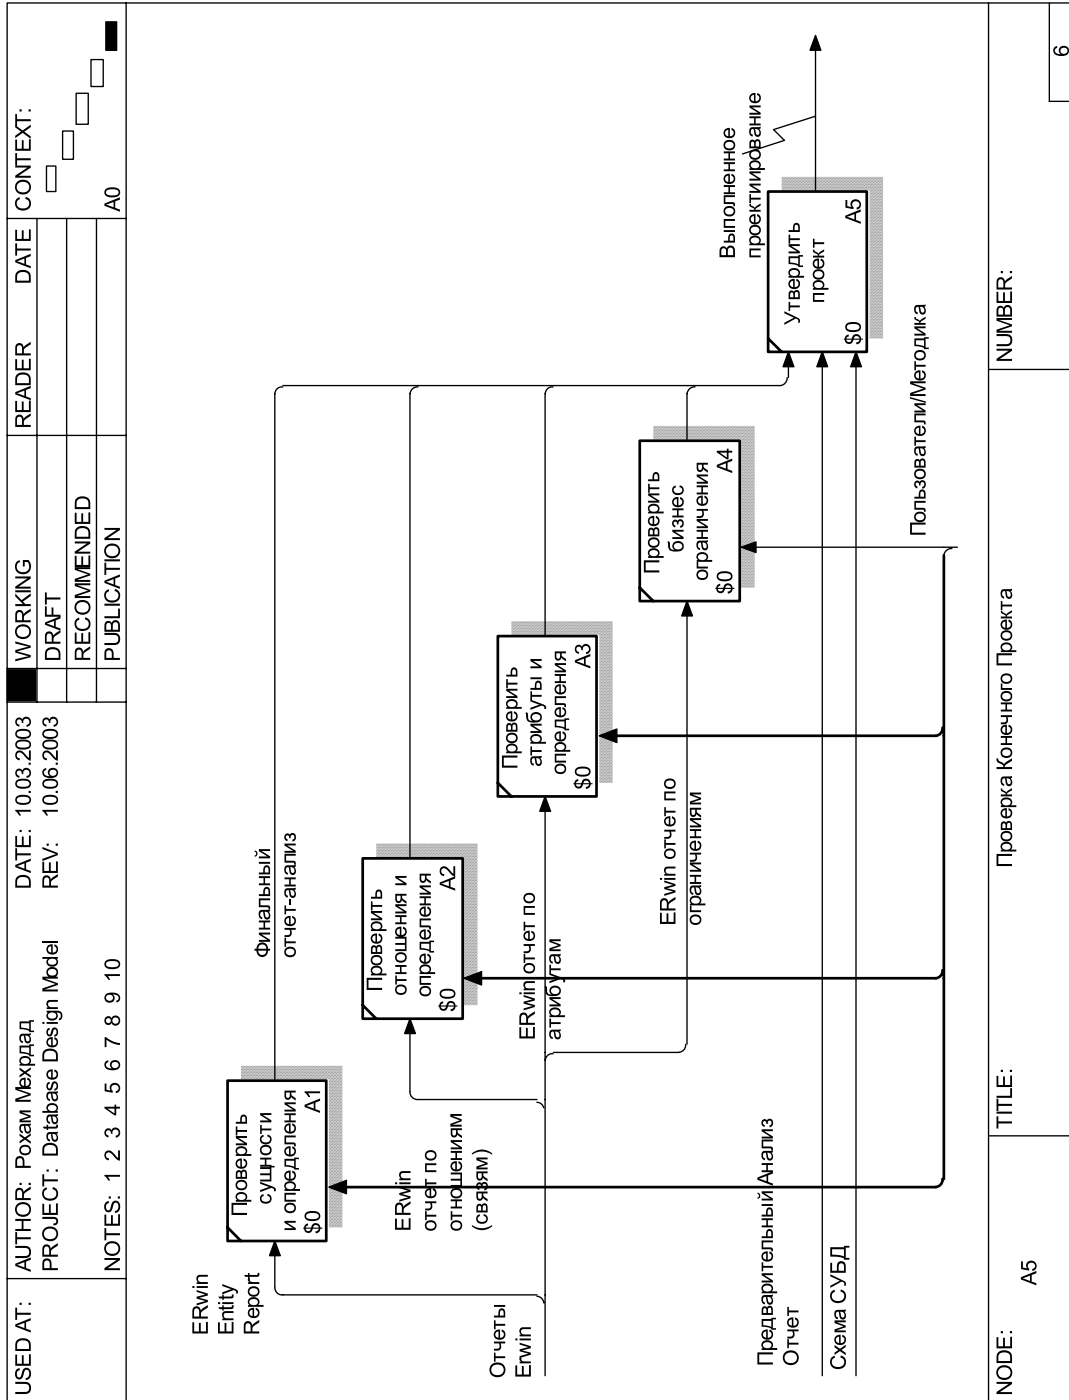 USED AT:
AUTHOR: Рохам Мехрдад
DATE: 10.03.2003
WORKING
READER
DATE
CONTEXT:
PROJECT: Database Design Model
REV: 10.06.2003
DRAFT
RECOMMENDED
NOTES: 1 2 3 4 5 6 7 8 9 10
PUBLICATION
A0
ERwin
Entity
Report
Проверить
сущности
и определения
$0
A1
Финальный
отчет-анализ
Проверить
отношения и
определения
$0
A2
ERwin
отчет по
отношениям
(связям)
Отчеты
Erwin
ERwin отчет по
атрибутам
Проверить
атрибуты и
определения
$0
A3
ERwin отчет по
ограничениям
Проверить
бизнес
ограничения
$0
A4
Выполненное
проектиирование
Утвердить
проект
$0
A5
Предварительный Анализ
Отчет
Схема СУБД
Пользователи/Методика
NODE:
A5
TITLE:
Проверка Конечного Проекта
NUMBER:
6